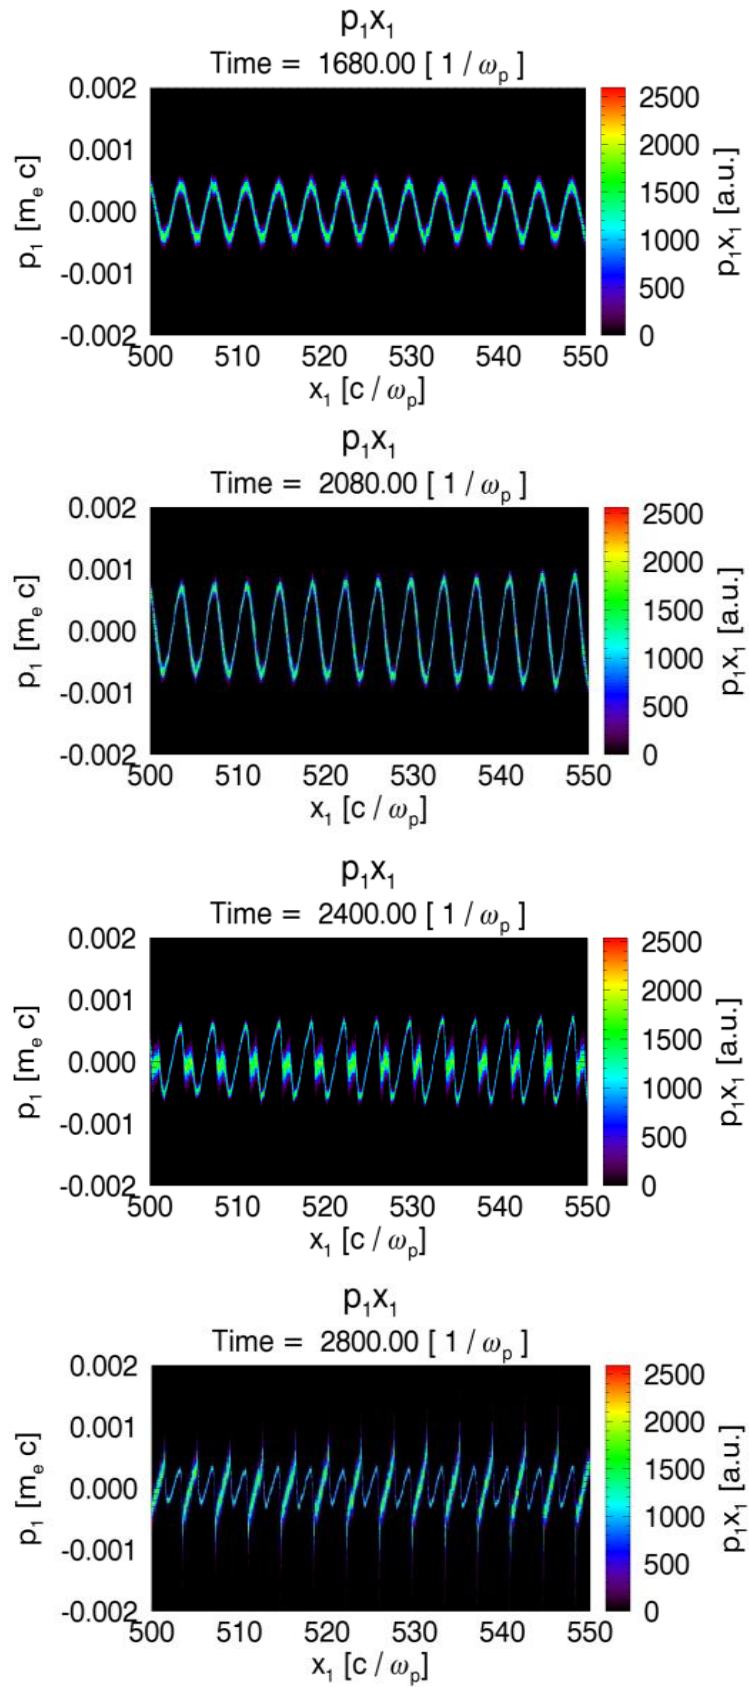 p₁x₁
Time = 1680.00 [ 1 / ωₚ ]
0.002
0.001
0.000
-0.001
-0.002
p₁ [mₑ c]
500 510 520 530 540 550
x₁ [c / ωₚ]
2500
2000
1500
1000
500
0
p₁x₁ [a.u.]
p₁x₁
Time = 2080.00 [ 1 / ωₚ ]
0.002
0.001
0.000
-0.001
-0.002
p₁ [mₑ c]
500 510 520 530 540 550
x₁ [c / ωₚ]
2500
2000
1500
1000
500
0
p₁x₁ [a.u.]
p₁x₁
Time = 2400.00 [ 1 / ωₚ ]
0.002
0.001
0.000
-0.001
-0.002
p₁ [mₑ c]
500 510 520 530 540 550
x₁ [c / ωₚ]
2500
2000
1500
1000
500
0
p₁x₁ [a.u.]
p₁x₁
Time = 2800.00 [ 1 / ωₚ ]
0.002
0.001
0.000
-0.001
-0.002
p₁ [mₑ c]
500 510 520 530 540 550
x₁ [c / ωₚ]
2500
2000
1500
1000
500
0
p₁x₁ [a.u.]